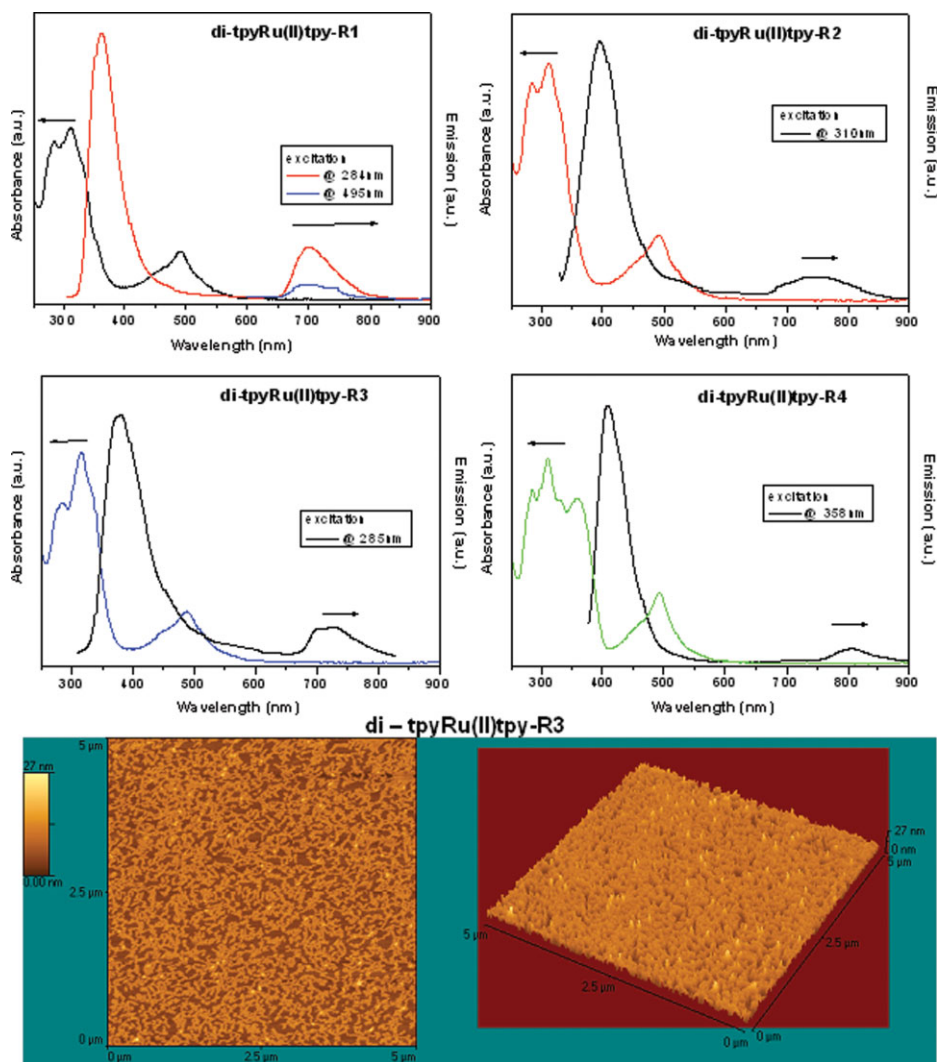 di-tpyRu(II)tpy-R1
Absorbance (a.u.)
Emission (a.u.)
excitation
@ 284nm
@ 495nm
300 400 500 600 700 800 900
Wavelength (nm)
di-tpyRu(II)tpy-R2
Absorbance (a.u.)
Emission (a.u.)
excitation
@ 310nm
300 400 500 600 700 800 900
Wavelength (nm)
di-tpyRu(II)tpy-R3
Absorbance (a.u.)
Emission (a.u.)
excitation
@ 285nm
300 400 500 600 700 800 900
Wavelength (nm)
di-tpyRu(II)tpy-R4
Absorbance (a.u.)
Emission (a.u.)
excitation
@ 358nm
300 400 500 600 700 800 900
Wavelength (nm)
di – tpyRu(II)tpy-R3
27 nm
0.00 nm
5 µm
2.5 µm
0 µm
0 µm 2.5 µm 5 µm
27 nm
0 nm
5 µm
2.5 µm
0 µm
5 µm
2.5 µm
0 µm